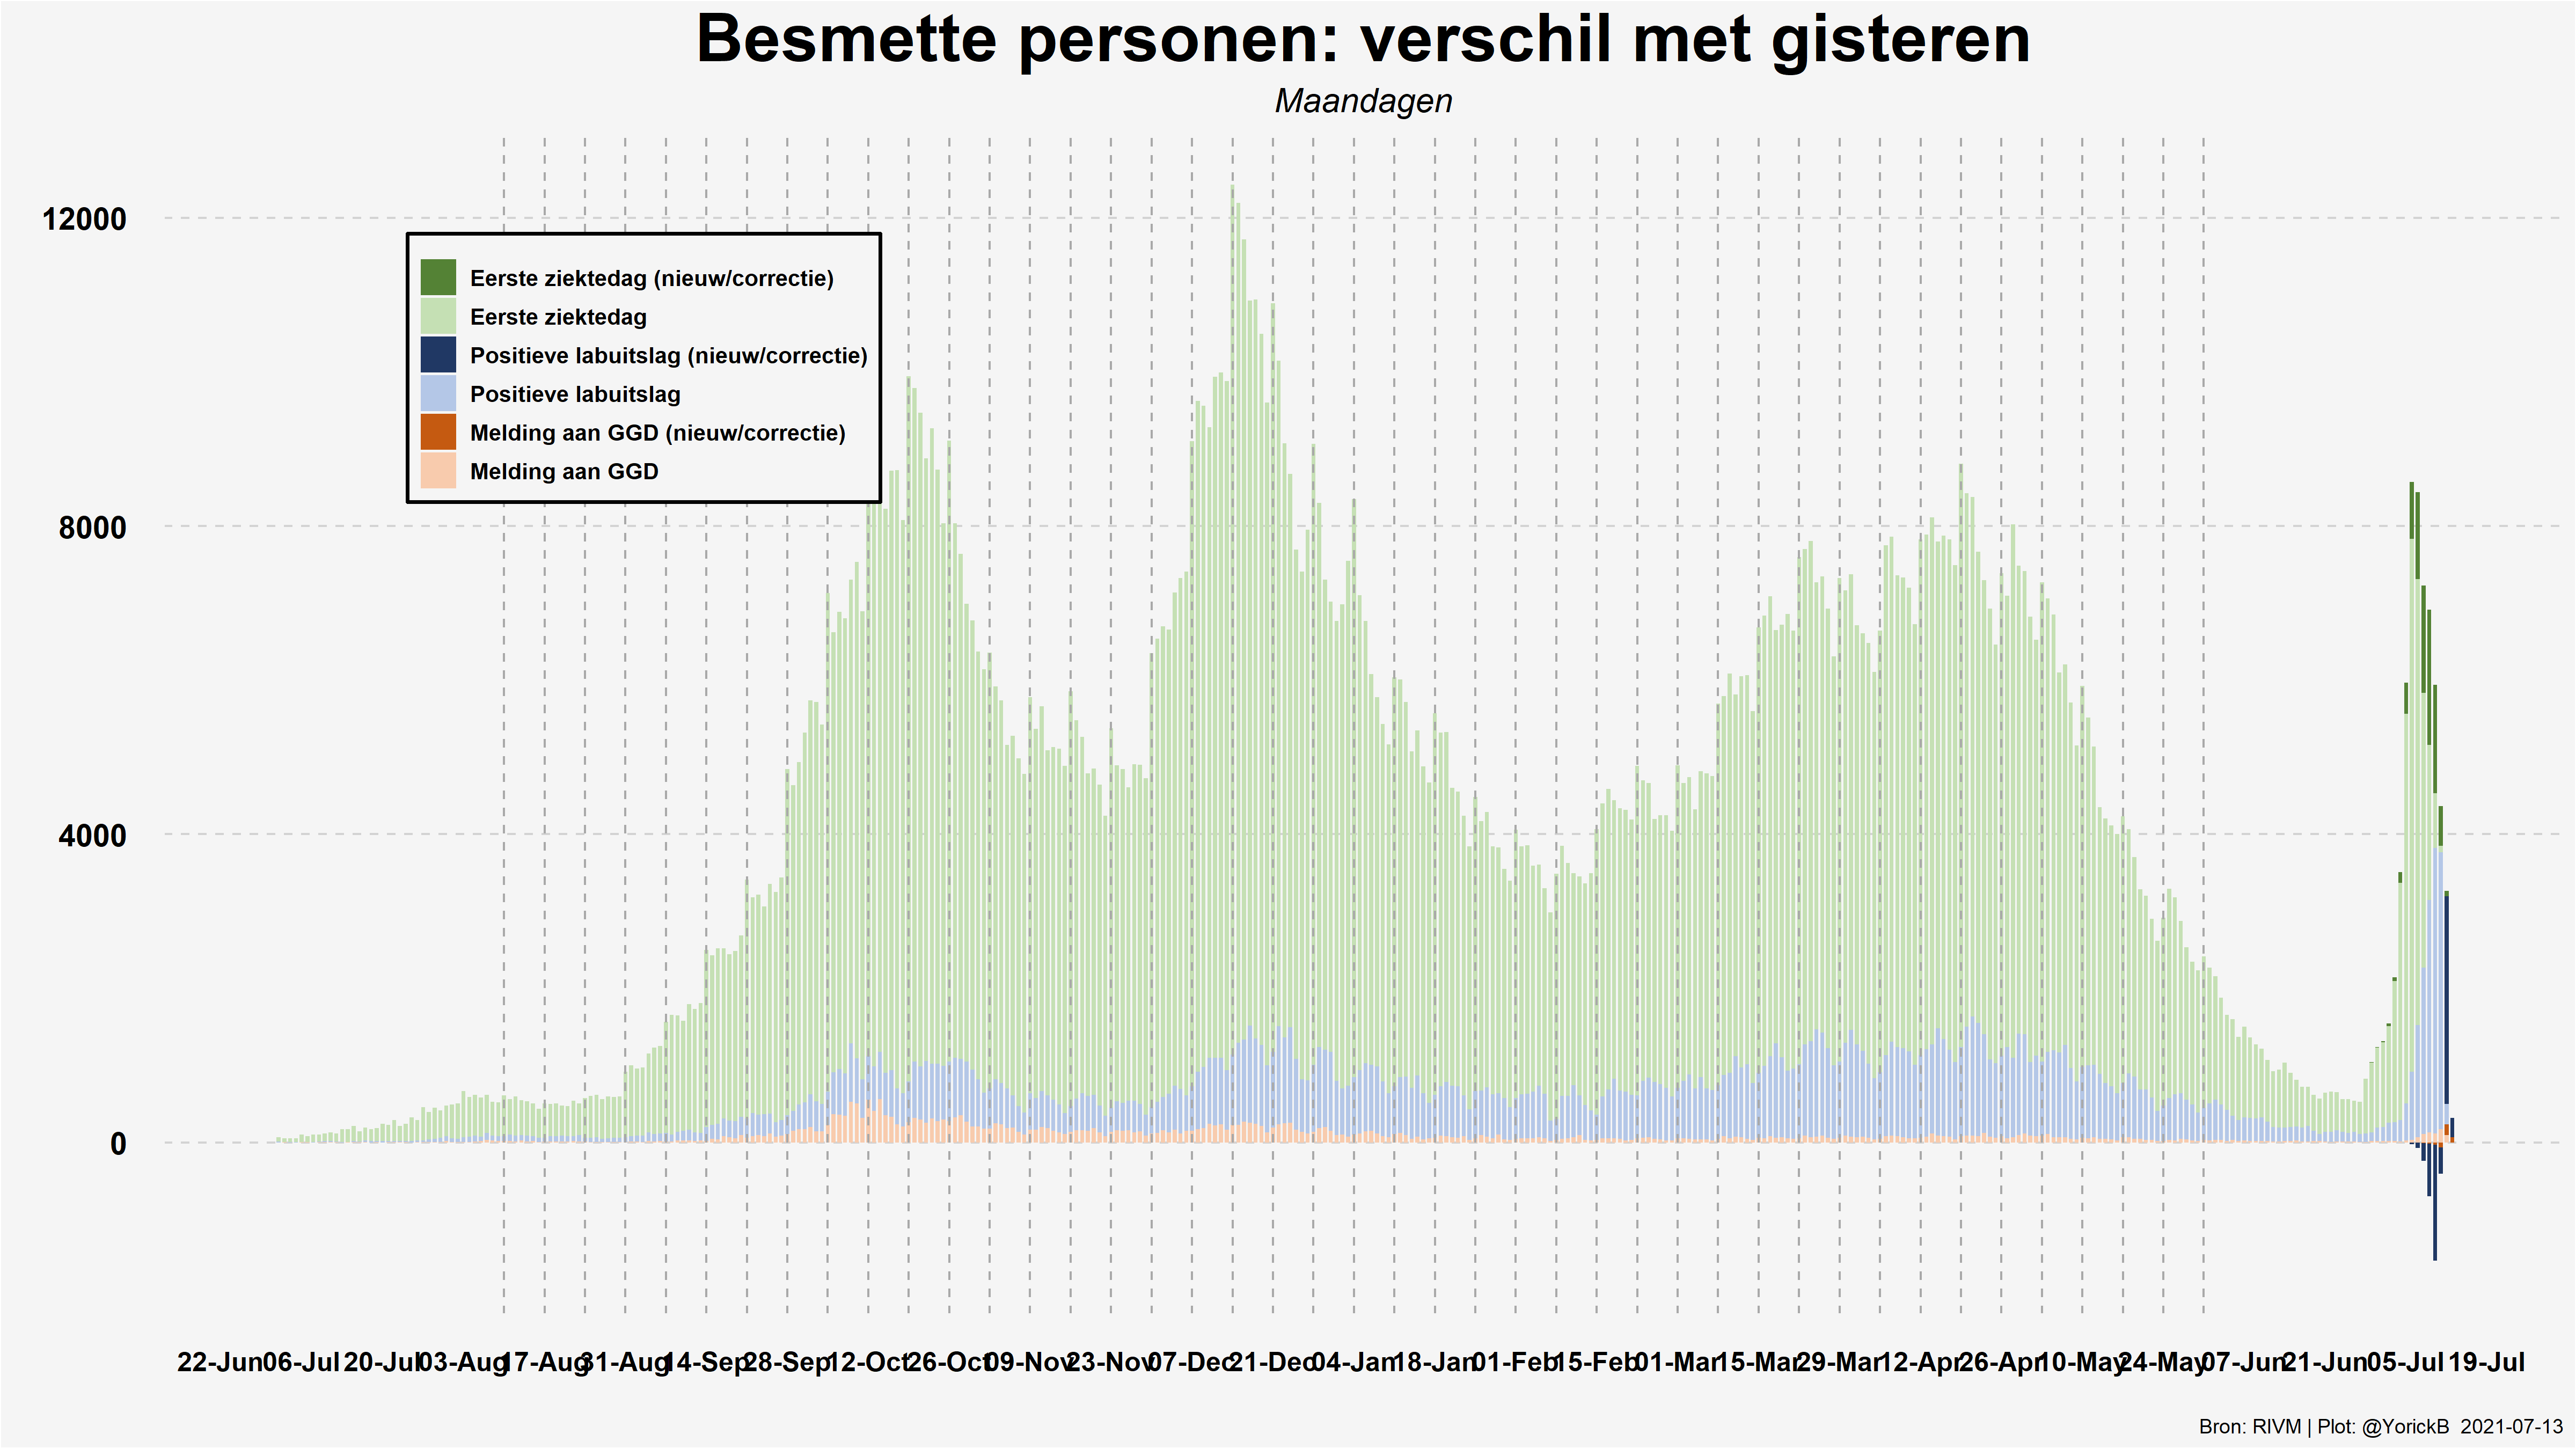 Besmette personen: verschil met gisteren
Maandagen
12000
8000
4000
0
Eerste ziektedag (nieuw/correctie)
Eerste ziektedag
Positieve labuitslag (nieuw/correctie)
Positieve labuitslag
Melding aan GGD (nieuw/correctie)
Melding aan GGD
22-Jun 06-Jul 20-Jul 03-Aug 17-Aug 31-Aug 14-Sep 28-Sep 12-Oct 26-Oct 09-Nov 23-Nov 07-Dec 21-Dec 04-Jan 18-Jan 01-Feb 15-Feb 01-Mar 15-Mar 29-Mar 12-Apr 26-Apr 10-May 24-May 07-Jun 21-Jun 05-Jul 19-Jul
Bron: RIVM | Plot: @YorickB 2021-07-13